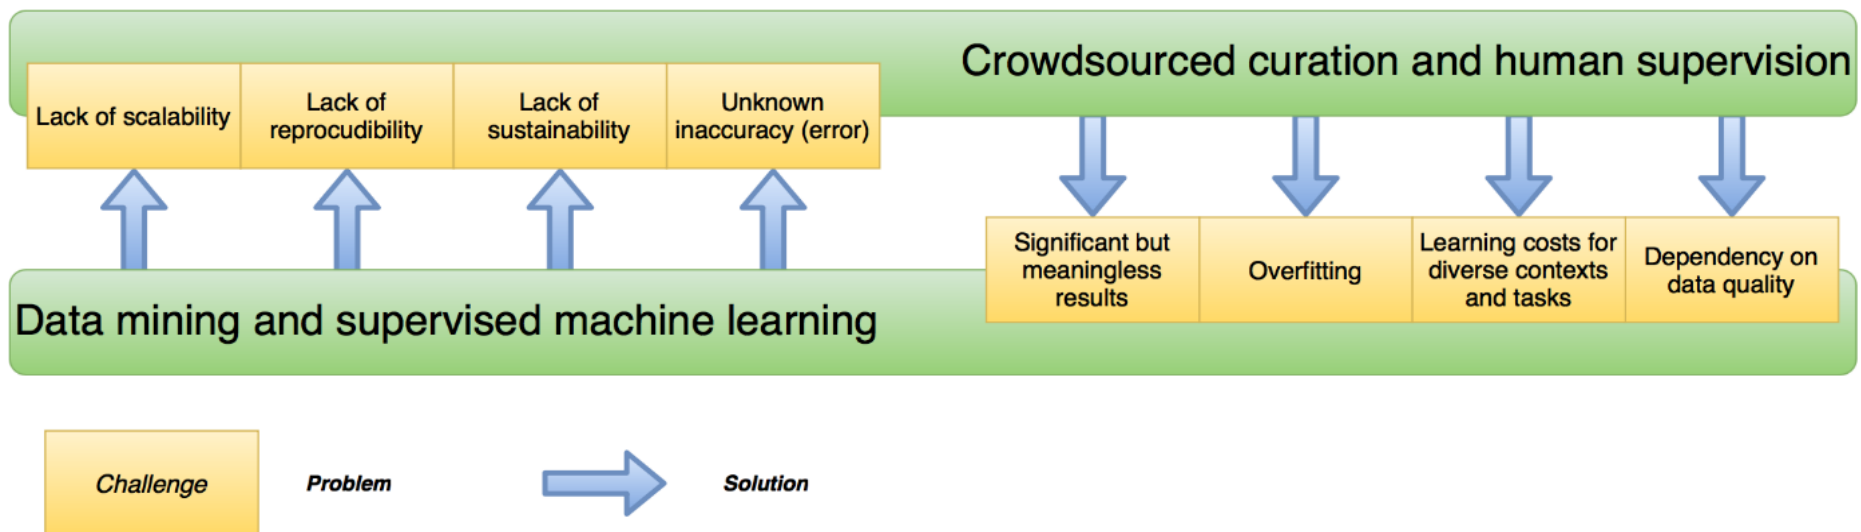 Crowdsourced curation and human supervision
Lack of scalability
Lack of
reprocudibility
Lack of
sustainability
Unknown
inaccuracy (error)
Significant but
meaningless
results
Overfitting
Learning costs for
diverse contexts
and tasks
Dependency on
data quality
Data mining and supervised machine learning
Challenge
Problem
Solution